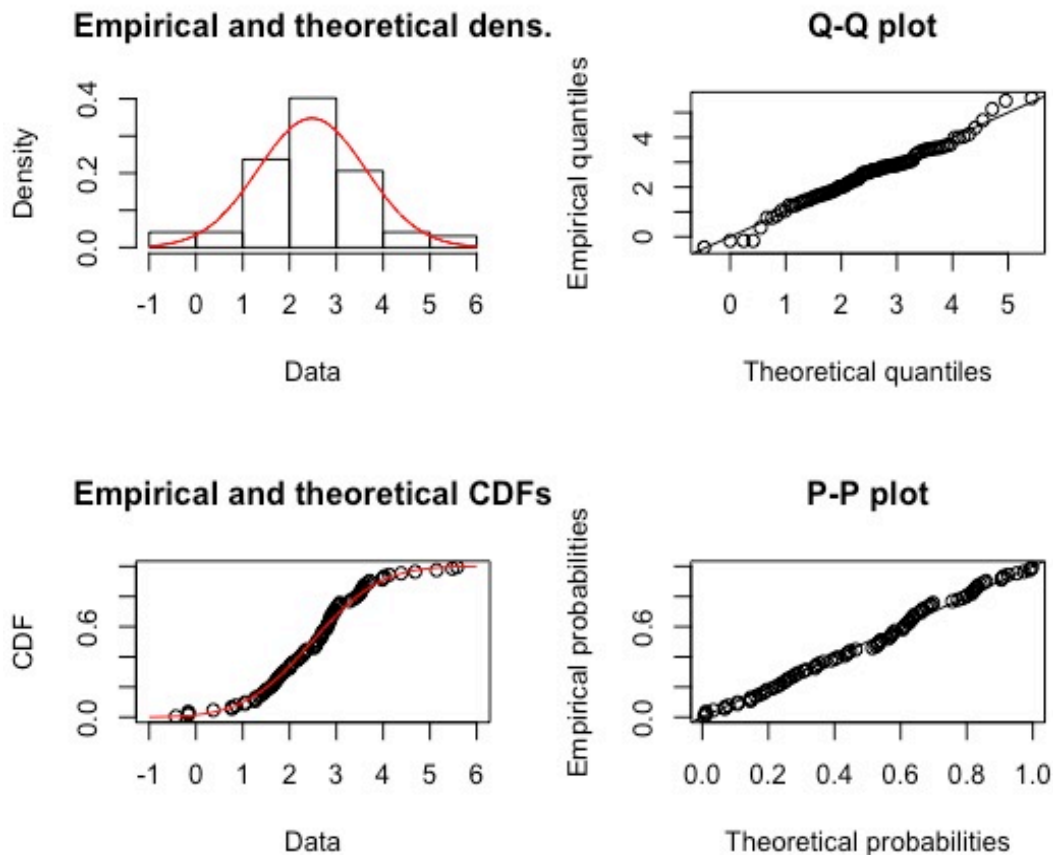 Empirical and theoretical dens.
Density
0.0 0.2 0.4
-1 0 1 2 3 4 5 6
Data
Q-Q plot
Empirical quantiles
0 2 4
0 1 2 3 4 5
Theoretical quantiles
Empirical and theoretical CDFs
CDF
0.0 0.6
-1 0 1 2 3 4 5 6
Data
P-P plot
Empirical probabilities
0.0 0.6
0.0 0.2 0.4 0.6 0.8 1.0
Theoretical probabilities